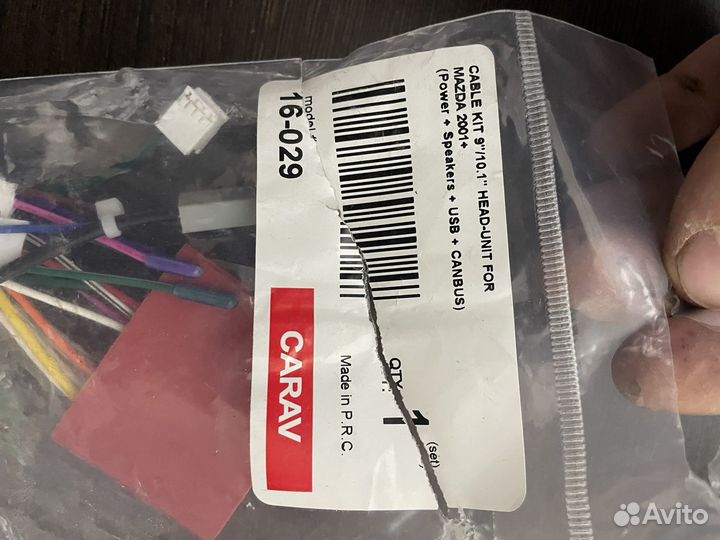 CABLE KIT 9"/10.1" HEAD-UNIT FOR
MAZDA 2001+
(Power + Speakers + USB + CANBUS)
model #:
16-029
QTY.:
1
(set)
CARAV
Made in P.R.C.
Avito